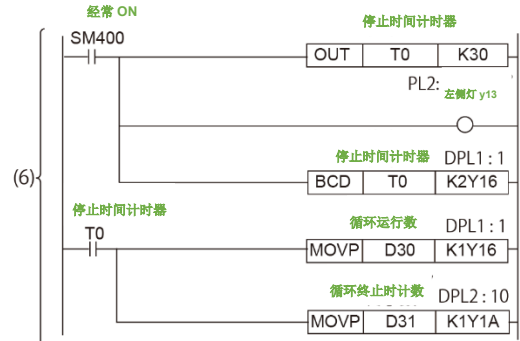 经常 ON
停止时间计时器
SM400
OUT T0 K30
PL2:
左侧灯 y13
停止时间计时器 DPL1 : 1
(6)
BCD T0 K2Y16
停止时间计时器
循环运行数 DPL1 : 1
T0
MOVP D30 K1Y16
循环终止时计数 DPL2 : 10
MOVP D31 K1Y1A